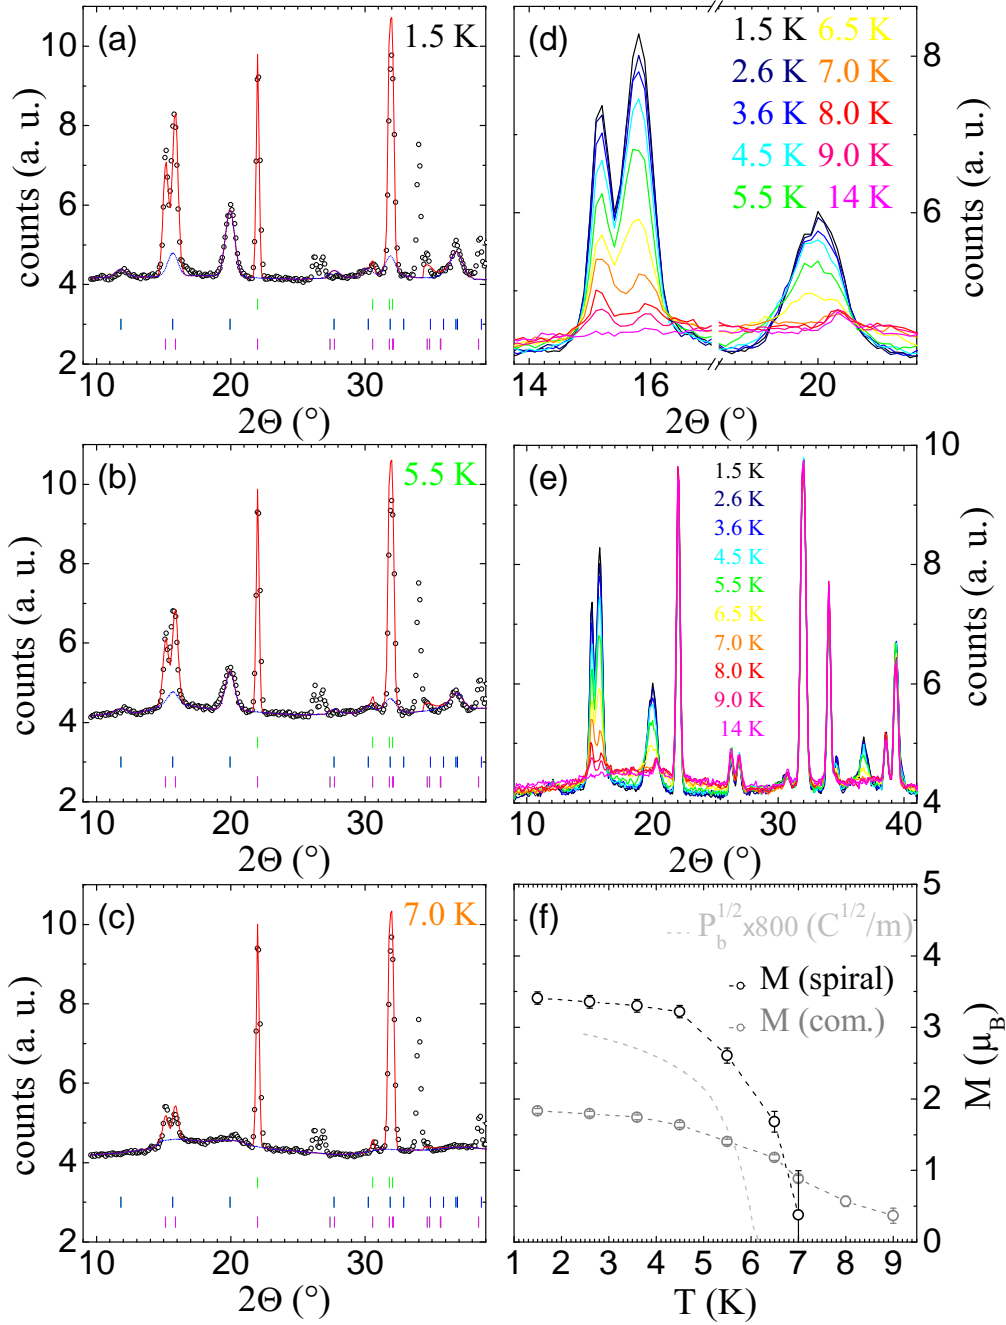 (a) 1.5 K
10
8
6
4
2
counts (a. u.)
10 20 30
2Θ (°)
(b) 5.5 K
10
8
6
4
2
counts (a. u.)
10 20 30
2Θ (°)
(c) 7.0 K
10
8
6
4
2
counts (a. u.)
10 20 30
2Θ (°)
(d)
1.5 K 6.5 K
2.6 K 7.0 K
3.6 K 8.0 K
4.5 K 9.0 K
5.5 K 14 K
8
6
counts (a. u.)
14 16 20
2Θ (°)
(e)
1.5 K
2.6 K
3.6 K
4.5 K
5.5 K
6.5 K
7.0 K
8.0 K
9.0 K
14 K
10
8
6
4
counts (a. u.)
20 30 40
2Θ (°)
(f)
P_b^{1/2}x800 (C^{1/2}/m)
M (spiral)
M (com.)
5
4
3
2
1
0
M (μ_B)
1 2 3 4 5 6 7 8 9
T (K)